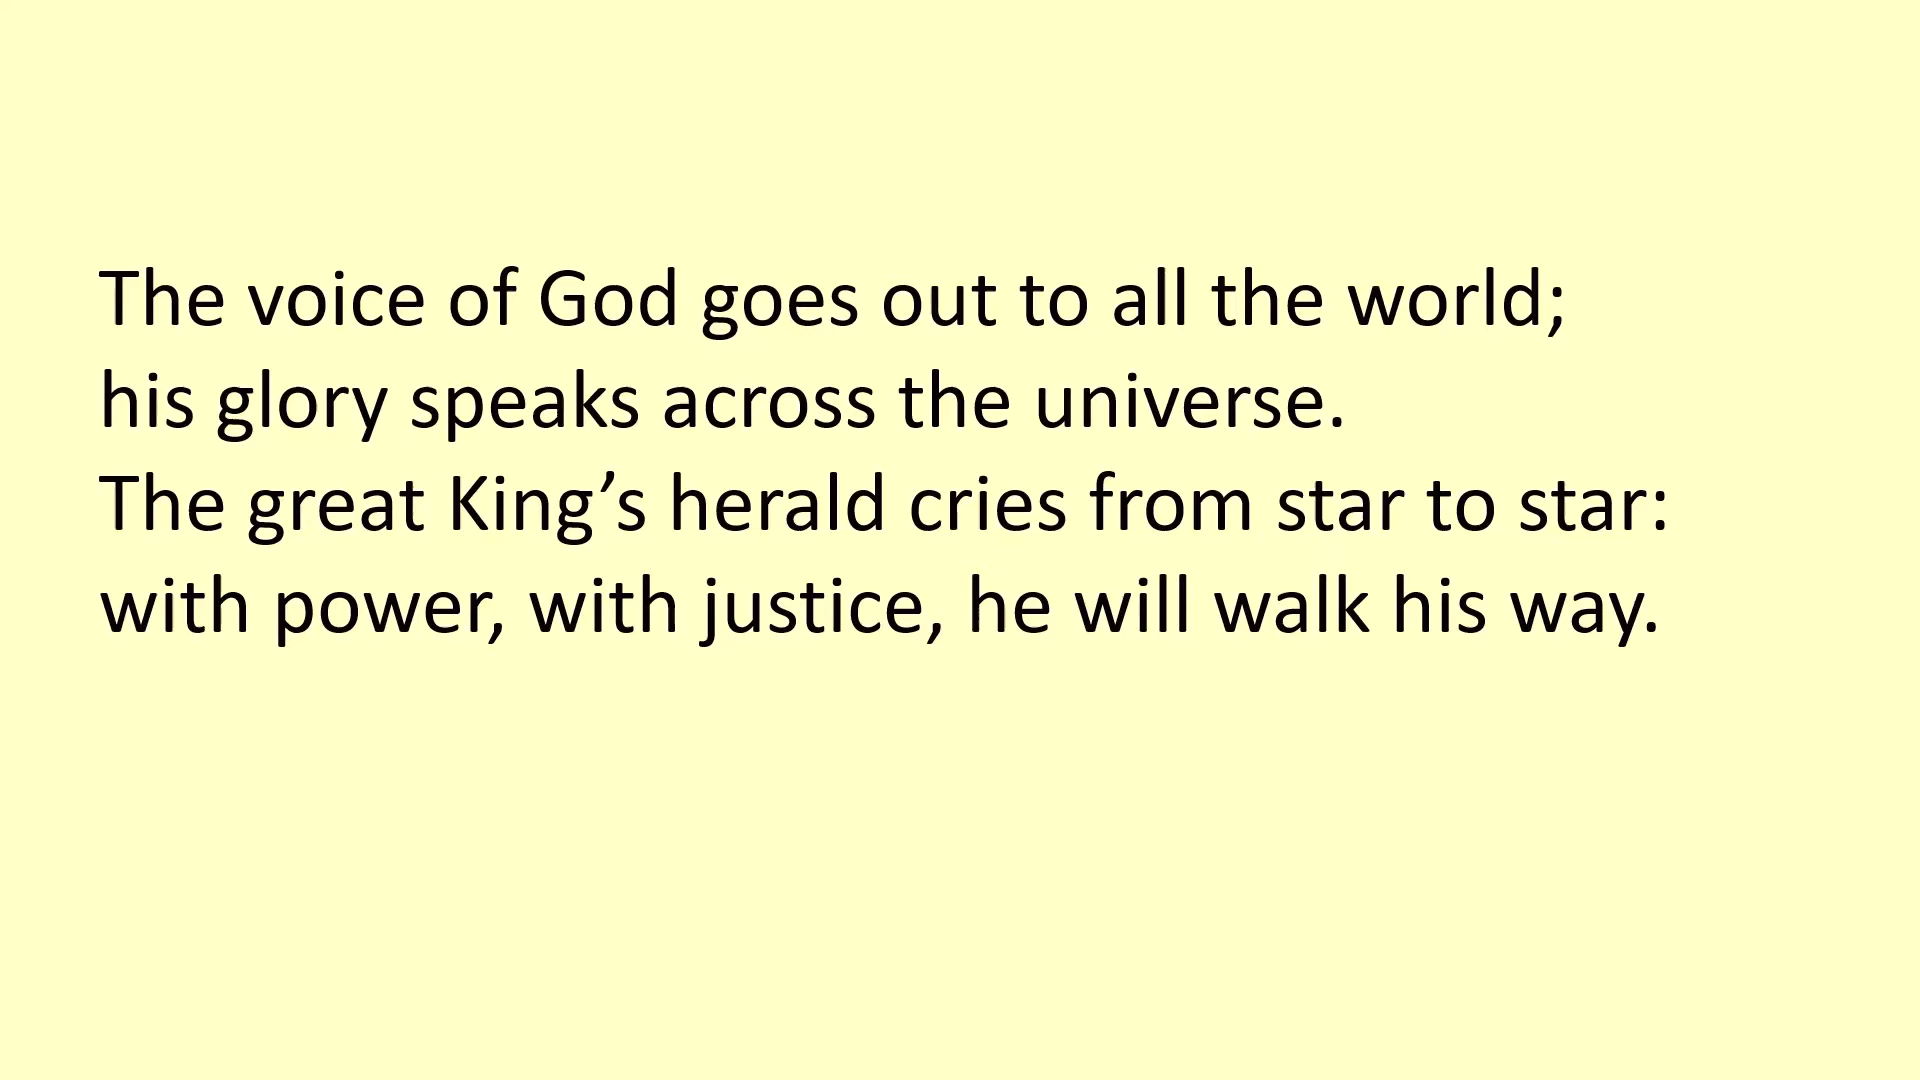 The voice of God goes out to all the world;
his glory speaks across the universe.
The great King’s herald cries from star to star:
with power, with justice, he will walk his way.